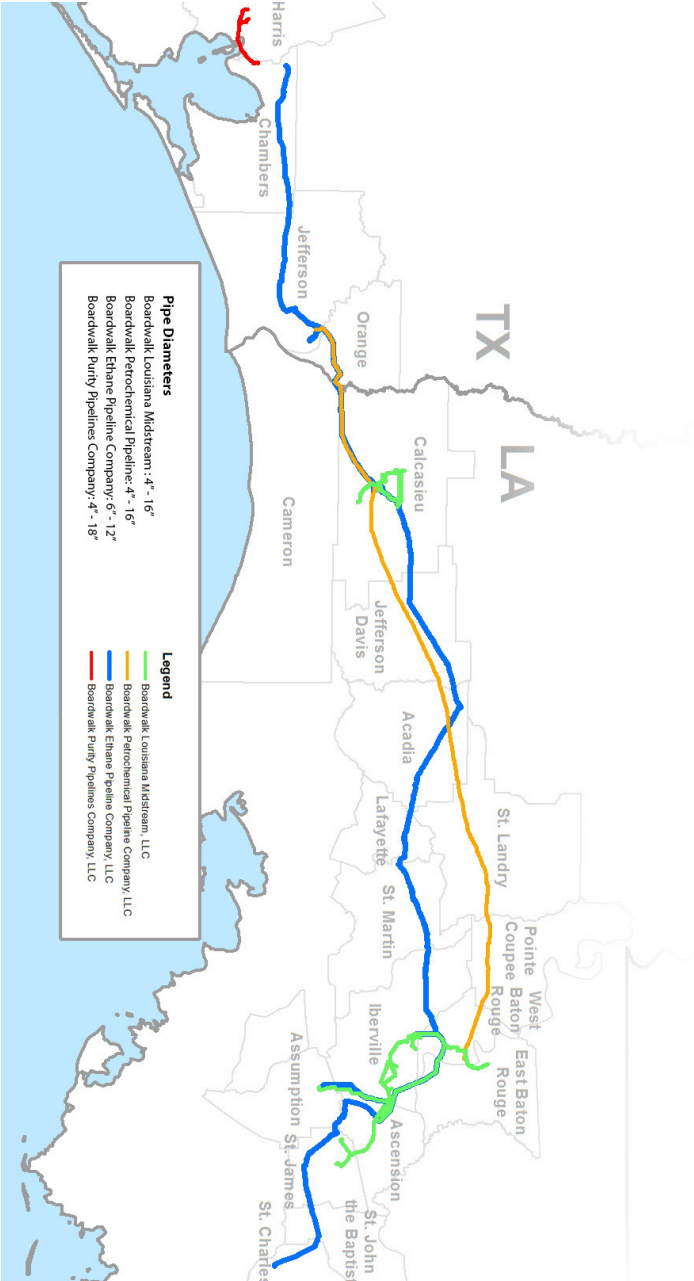 TX
LA
Harris
Chambers
Jefferson
Orange
Calcasieu
Cameron
Jefferson
Davis
Acadia
Lafayette
St. Landry
St. Martin
Pointe
Coupee
West
Baton
Rouge
East Baton
Rouge
Iberville
Assumption
Ascension
St. James
St. John
the Baptist
St. Charles
Pipe Diameters
Boardwalk Louisiana Midstream : 4” - 16”
Boardwalk Petrochemical Pipeline: 4” - 16”
Boardwalk Ethane Pipeline Company: 6” - 12”
Boardwalk Purity Pipelines Company: 4” - 18”
Legend
Boardwalk Louisiana Midstream, LLC
Boardwalk Petrochemical Pipeline Company, LLC
Boardwalk Ethane Pipeline Company, LLC
Boardwalk Purity Pipelines Company, LLC